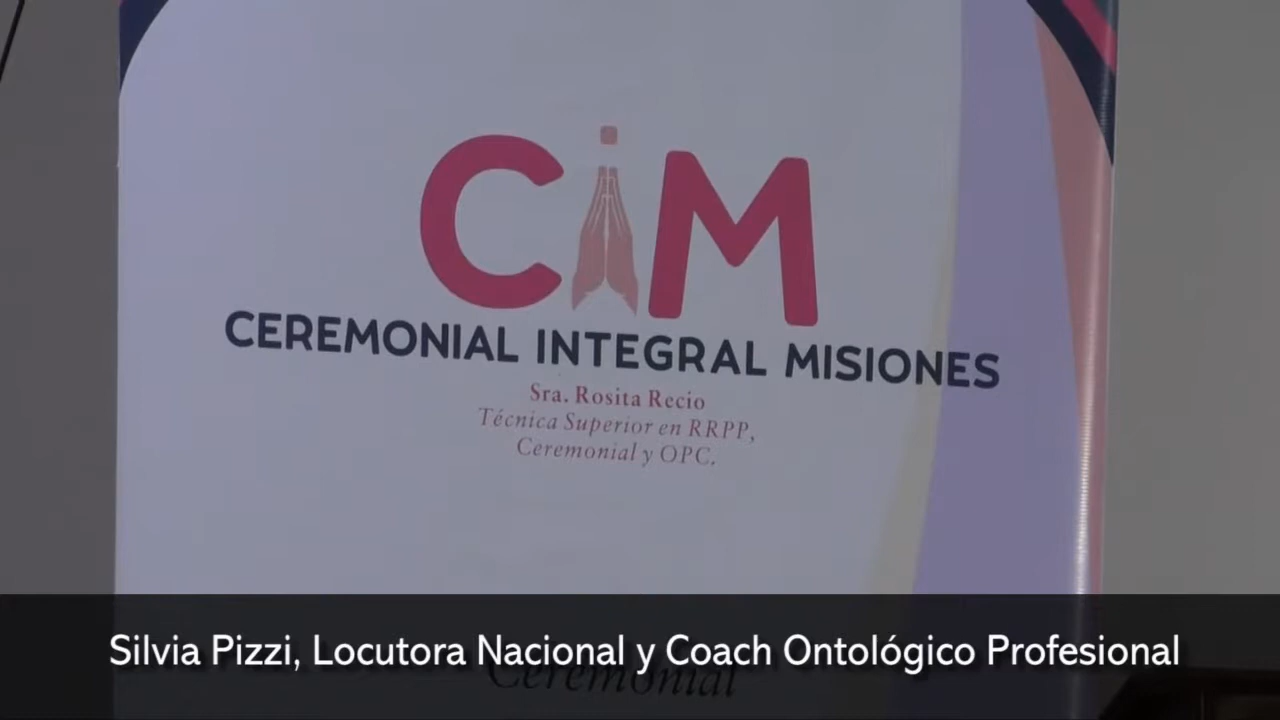 CiM
CEREMONIAL INTEGRAL MISIONES
Sra. Rosita Recio
Técnica Superior en RRPP,
Ceremonial y OPC.
Silvia Pizzi, Locutora Nacional y Coach Ontológico Profesional
Ceremonial